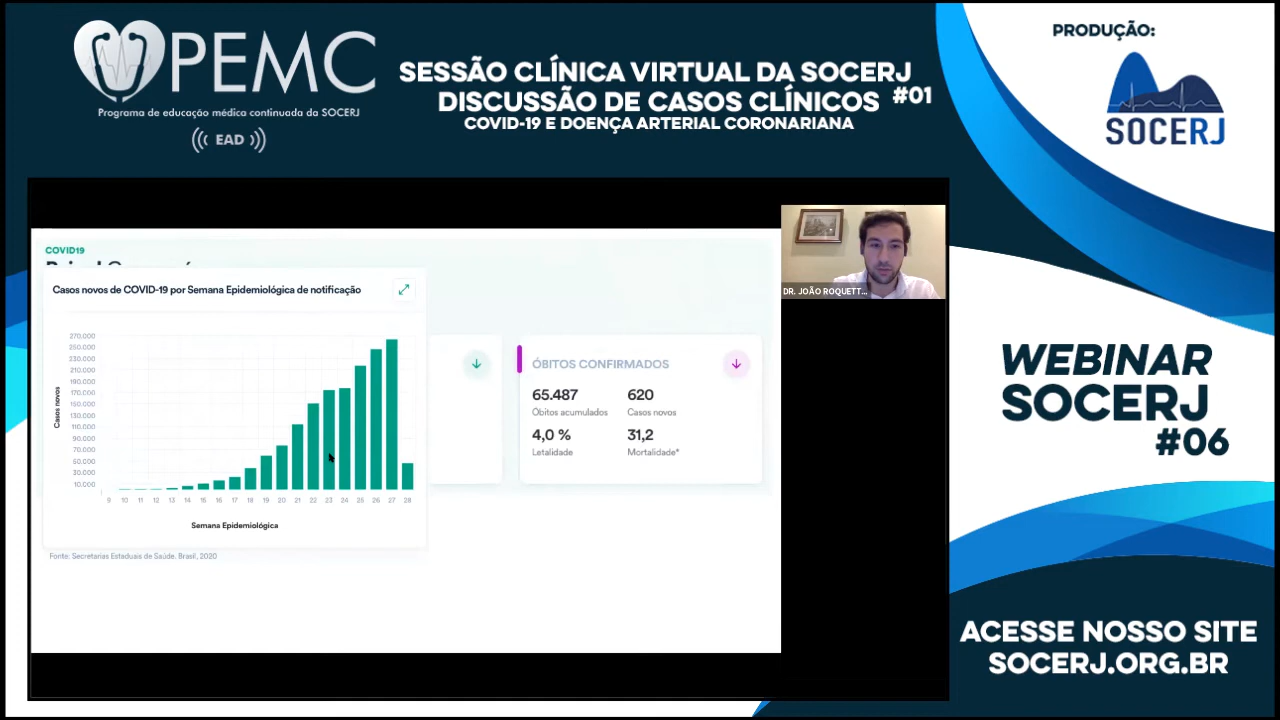 PEMC
Programa de educação médica continuada da SOCERJ
EAD
SESSÃO CLÍNICA VIRTUAL DA SOCERJ
DISCUSSÃO DE CASOS CLÍNICOS #01
COVID-19 E DOENÇA ARTERIAL CORONARIANA
PRODUÇÃO:
SOCERJ
COVID19
Casos novos de COVID-19 por Semana Epidemiológica de notificação
270.000
250.000
230.000
210.000
190.000
170.000
150.000
130.000
110.000
90.000
70.000
50.000
30.000
10.000
Casos novos
9 10 11 12 13 14 15 16 17 18 19 20 21 22 23 24 25 26 27 28
Semana Epidemiológica
Fonte: Secretarias Estaduais de Saúde. Brasil, 2020
ÓBITOS CONFIRMADOS
65.487 620
Óbitos acumulados Casos novos
4,0 % 31,2
Letalidade Mortalidade*
DR. JOÃO ROQUETT...
WEBINAR
SOCERJ
#06
ACESSE NOSSO SITE
SOCERJ.ORG.BR